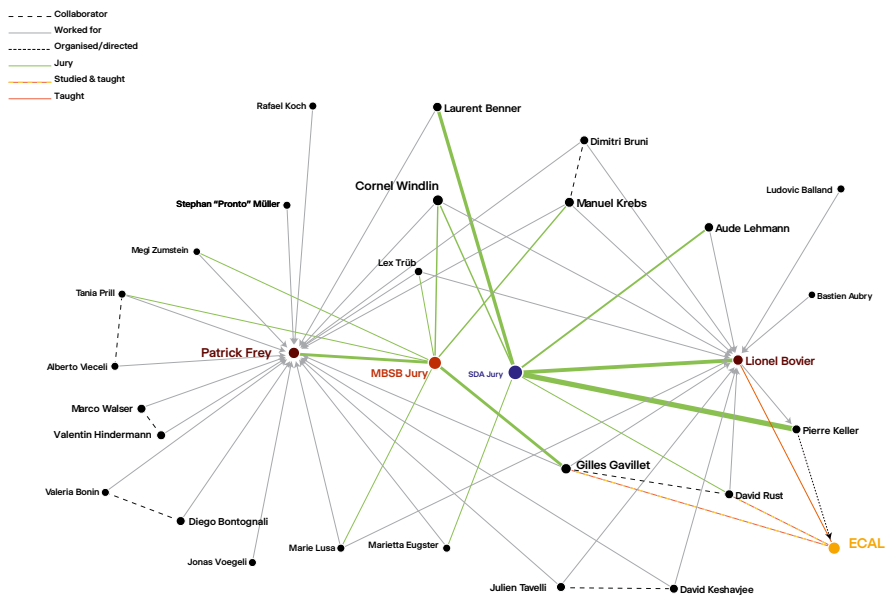 Collaborator
Worked for
Organised/directed
Jury
Studied & taught
Taught
Rafael Koch
Laurent Benner
Dimitri Bruni
Cornel Windlin
Ludovic Balland
Stephan "Pronto" Müller
Manuel Krebs
Aude Lehmann
Megi Zumstein
Lex Trüb
Tania Prill
Bastien Aubry
Patrick Frey
Lionel Bovier
Alberto Vieceli
MBSB Jury
SDA Jury
Marco Walser
Pierre Keller
Valentin Hindermann
Gilles Gavillet
Valeria Bonin
David Rust
Diego Bontognali
Marie Lusa
Marietta Eugster
ECAL
Jonas Voegeli
Julien Tavelli
David Keshavjee